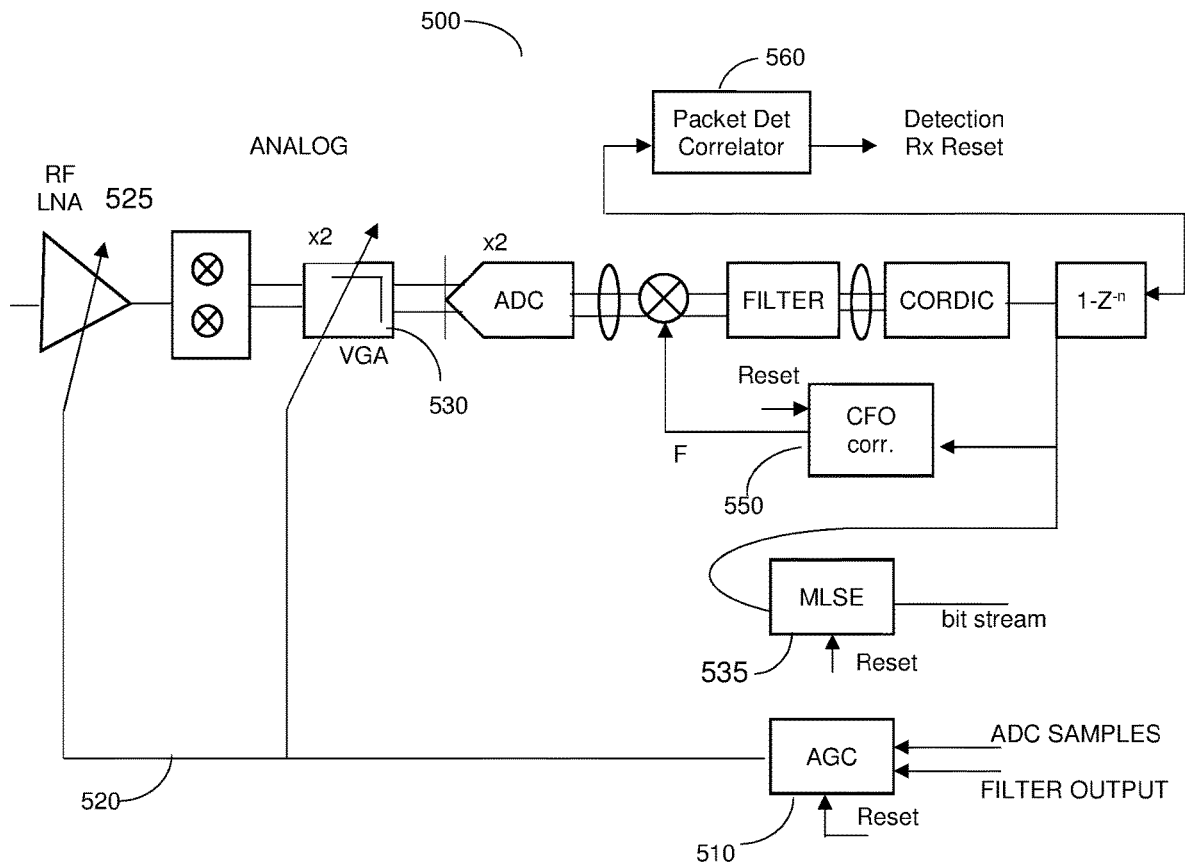 500
560
Packet Det
Correlator
Detection
Rx Reset
ANALOG
RF
LNA
525
x2
x2
ADC
FILTER
CORDIC
1-Z-n
VGA
530
Reset
CFO
corr.
F
550
MLSE
bit stream
535
Reset
AGC
ADC SAMPLES
FILTER OUTPUT
520
510
Reset